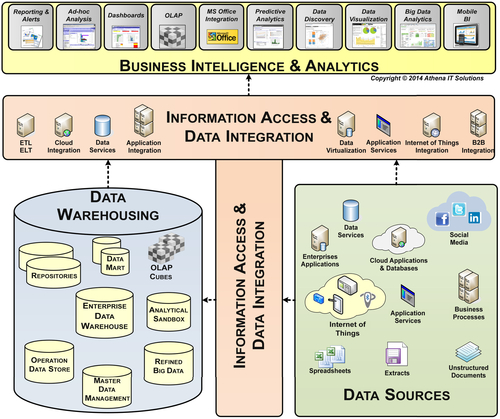 Reporting & Alerts
Ad-hoc Analysis
Dashboards
OLAP
MS Office Integration
Predictive Analytics
Data Discovery
Data Visualization
Big Data Analytics
Mobile BI
Office
BUSINESS INTELLIGENCE & ANALYTICS
Copyright © 2014 Athena IT Solutions
INFORMATION ACCESS &
DATA INTEGRATION
ETL
ELT
Cloud
Integration
Data
Services
Application
Integration
Data
Virtualization
Application
Services
Internet of Things
Integration
B2B
Integration
DATA
WAREHOUSING
REPOSITORIES
DATA
MART
OLAP
CUBES
ENTERPRISE
DATA
WAREHOUSE
ANALYTICAL
SANDBOX
OPERATION
DATA STORE
MASTER
DATA
MANAGEMENT
REFINED
BIG DATA
INFORMATION ACCESS &
DATA INTEGRATION
Data
Services
Social
Media
Enterprises
Applications
Cloud Applications
& Databases
Internet of
Things
Application
Services
Business
Processes
Spreadsheets
Extracts
Unstructured
Documents
DATA SOURCES